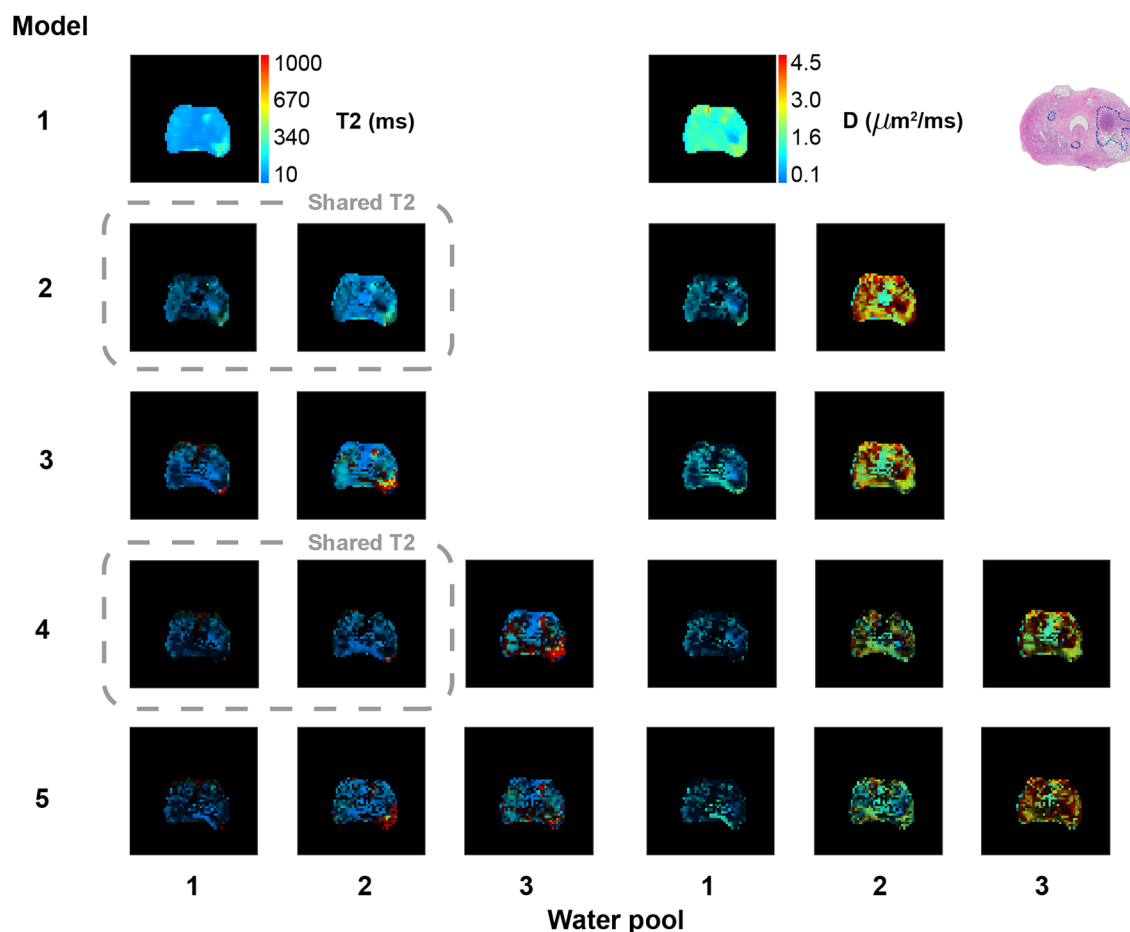 Model
1
1000
670
340
10
T2 (ms)
4.5
3.0
1.6
0.1
D (μm²/ms)
Shared T2
2
3
Shared T2
4
5
1 2 3 1 2 3
Water pool